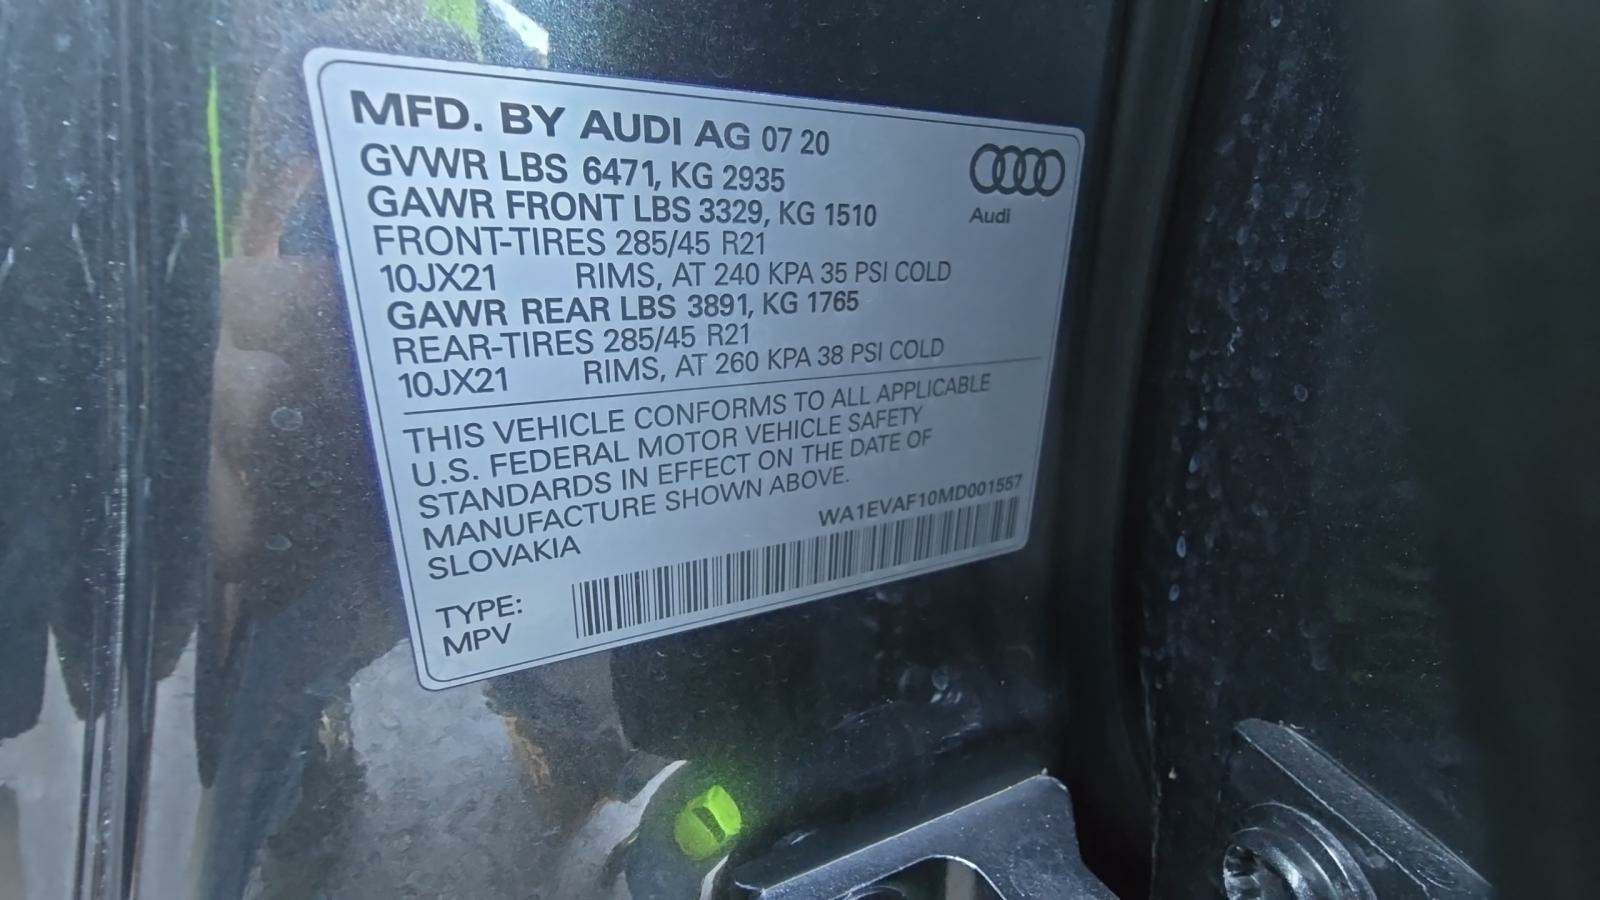 MFD. BY AUDI AG 07 20
GVWR LBS 6471, KG 2935
GAWR FRONT LBS 3329, KG 1510
FRONT-TIRES 285/45 R21
10JX21 RIMS, AT 240 KPA 35 PSI COLD
GAWR REAR LBS 3891, KG 1765
REAR-TIRES 285/45 R21
10JX21 RIMS, AT 260 KPA 38 PSI COLD
Audi
THIS VEHICLE CONFORMS TO ALL APPLICABLE
U.S. FEDERAL MOTOR VEHICLE SAFETY
STANDARDS IN EFFECT ON THE DATE OF
MANUFACTURE SHOWN ABOVE.
SLOVAKIA
WA1EVAF10MD001557
TYPE:
MPV